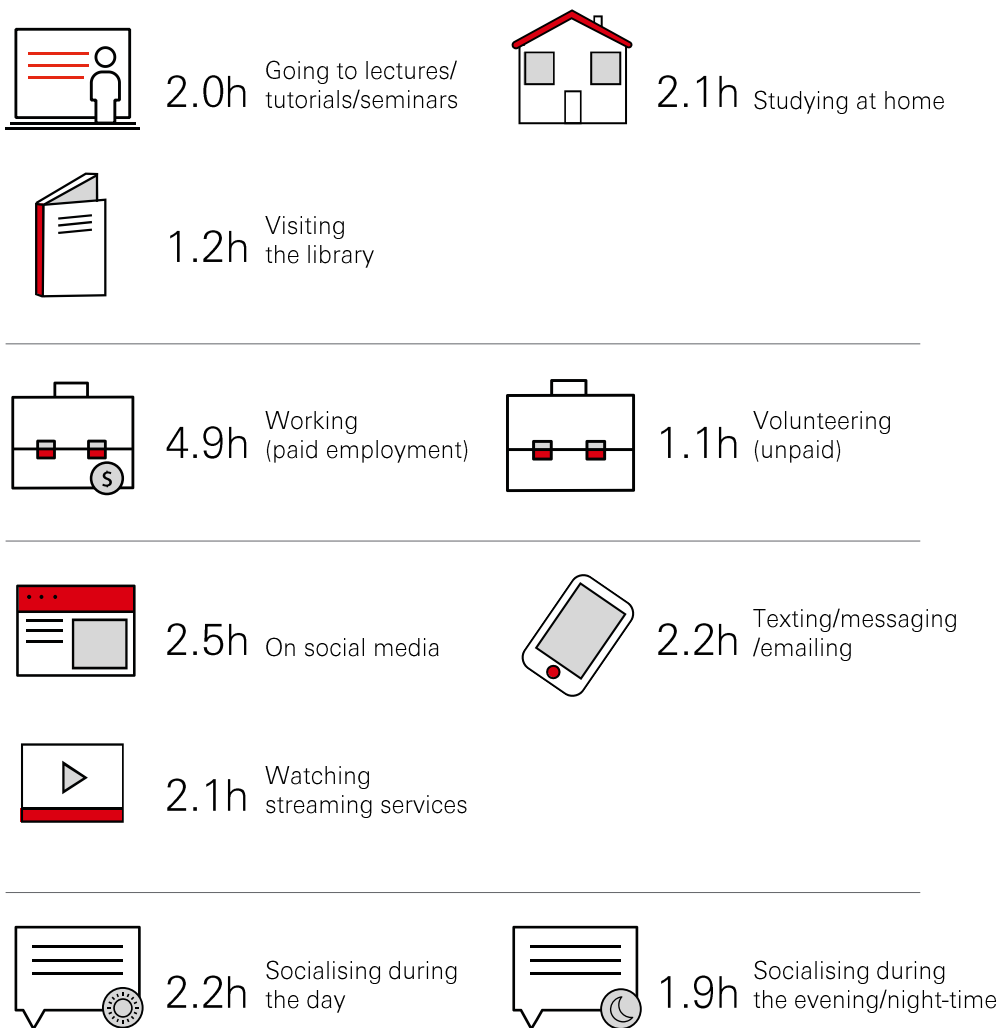 2.0h
Going to lectures/
tutorials/seminars
2.1h
Studying at home
1.2h
Visiting
the library
4.9h
Working
(paid employment)
$
1.1h
Volunteering
(unpaid)
2.5h
On social media
2.2h
Texting/messaging
/emailing
2.1h
Watching
streaming services
2.2h
Socialising during
the day
1.9h
Socialising during
the evening/night-time